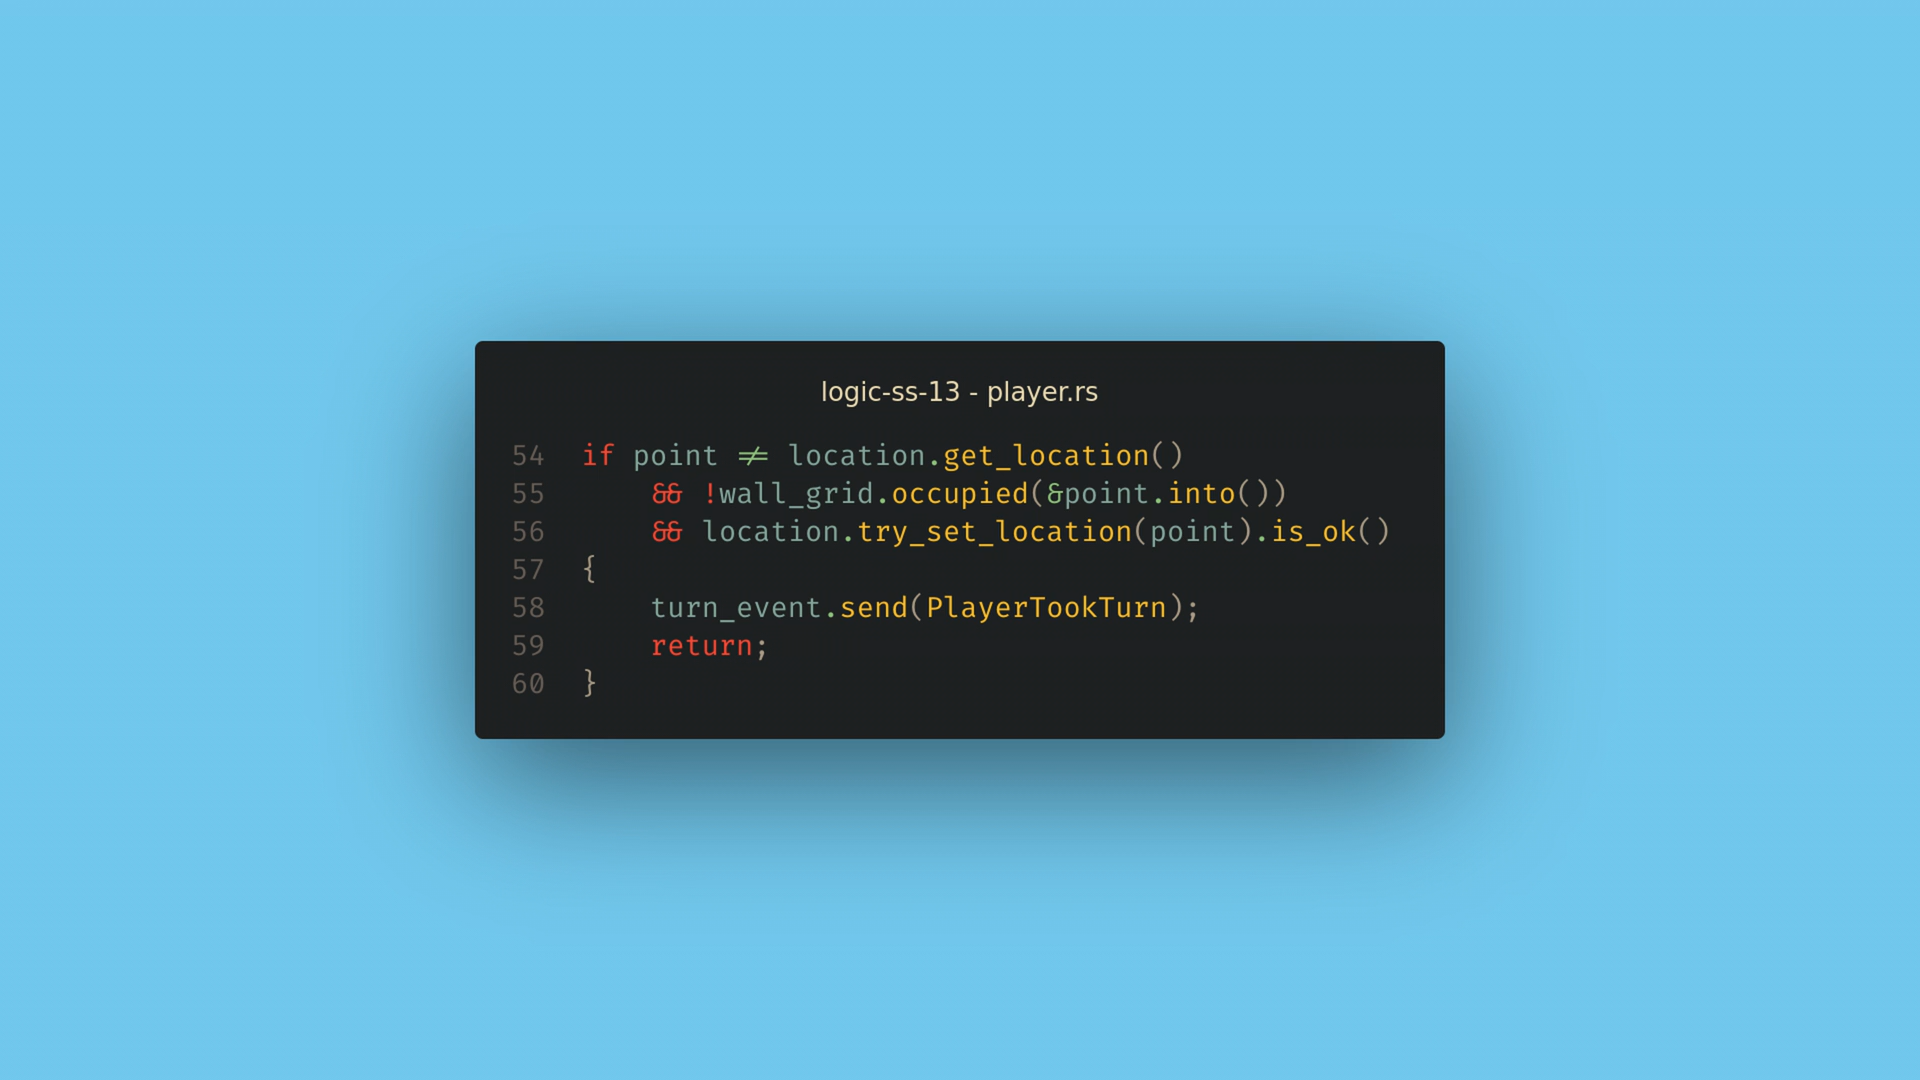 logic-ss-13 - player.rs
54 if point != location.get_location()
55     && !wall_grid.occupied(&point.into())
56     && location.try_set_location(point).is_ok()
57 {
58     turn_event.send(PlayerTookTurn);
59     return;
60 }